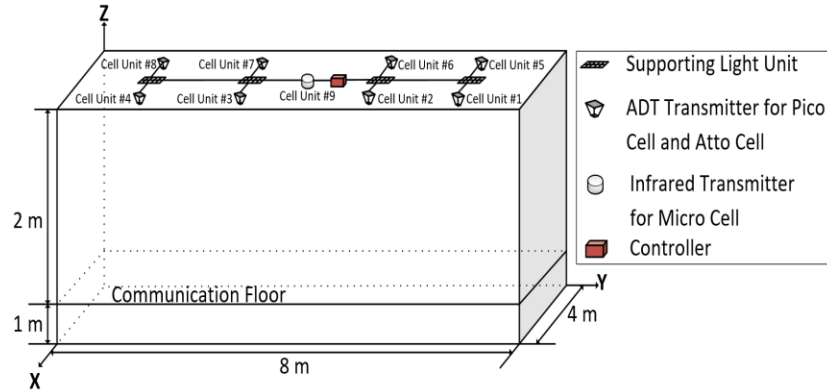 Z
Cell Unit #8
Cell Unit #7
Cell Unit #6
Cell Unit #5
Cell Unit #4
Cell Unit #3
Cell Unit #9
Cell Unit #2
Cell Unit #1
Supporting Light Unit
ADT Transmitter for Pico
Cell and Atto Cell
Infrared Transmitter
for Micro Cell
Controller
2 m
Communication Floor
Y
1 m
4 m
8 m
X